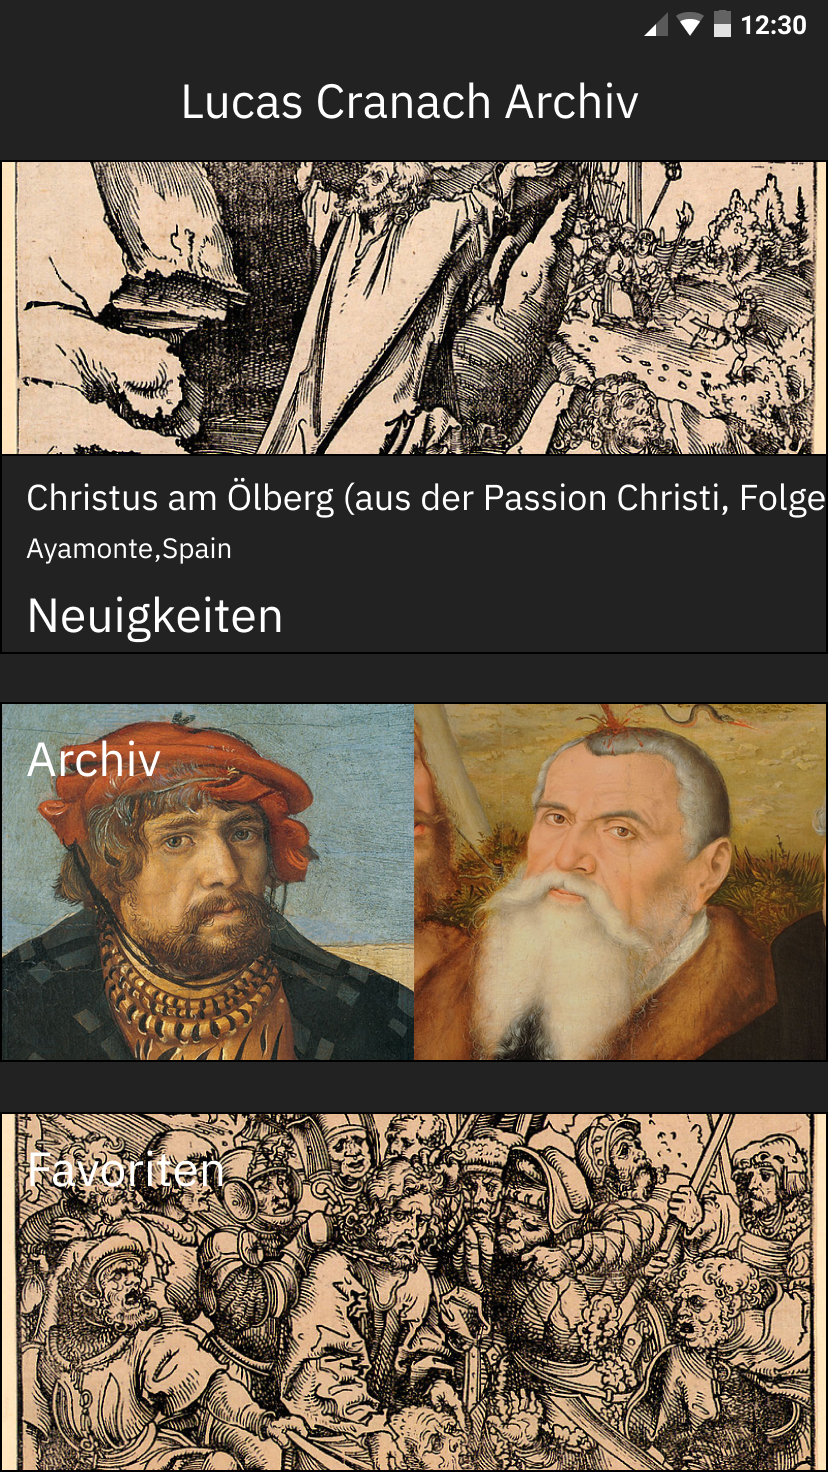 12:30
Lucas Cranach Archiv
Christus am Ölberg (aus der Passion Christi, Folge
Ayamonte,Spain
Neuigkeiten
Archiv
Favoriten